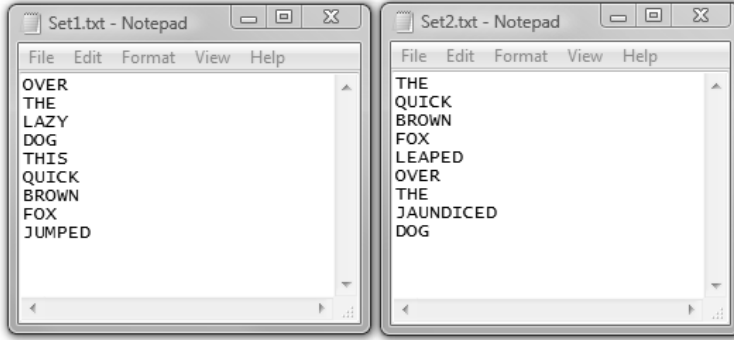 Set1.txt - Notepad
File Edit Format View Help
OVER
THE
LAZY
DOG
THIS
QUICK
BROWN
FOX
JUMPED
Set2.txt - Notepad
File Edit Format View Help
THE
QUICK
BROWN
FOX
LEAPED
OVER
THE
JAUNDICED
DOG